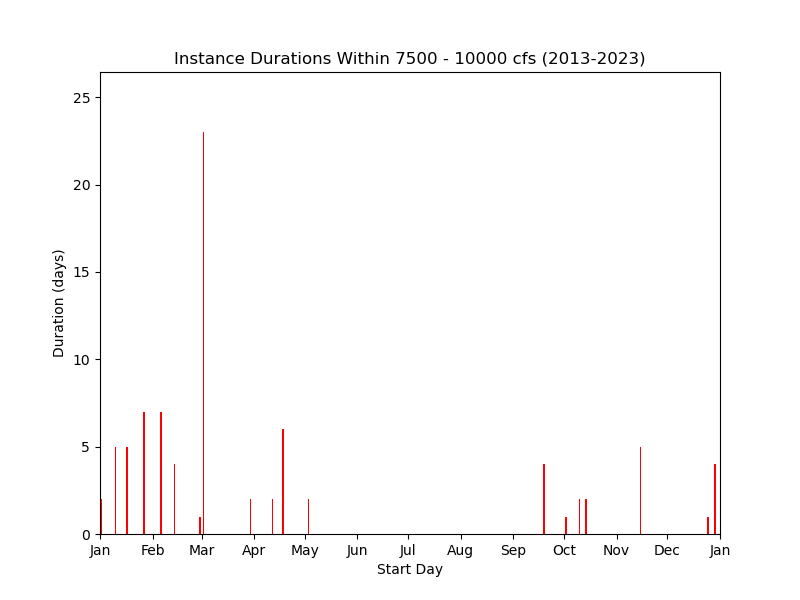 Instance Durations Within 7500 - 10000 cfs (2013-2023)
25
20
15
10
5
0
Duration (days)
Jan Feb Mar Apr May Jun Jul Aug Sep Oct Nov Dec Jan
Start Day